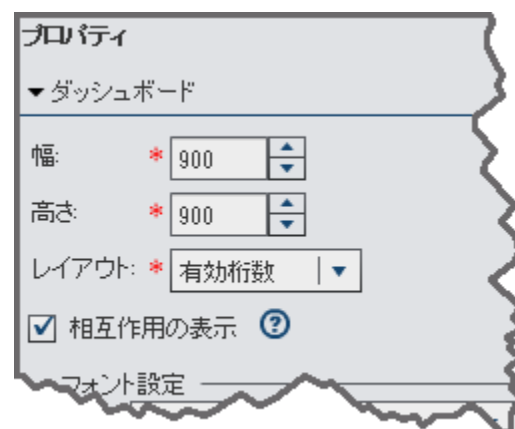 プロパティ
▼ダッシュボード
幅: * 900
高さ: * 900
レイアウト: * 有効桁数
相互作用の表示 ?
フォント設定